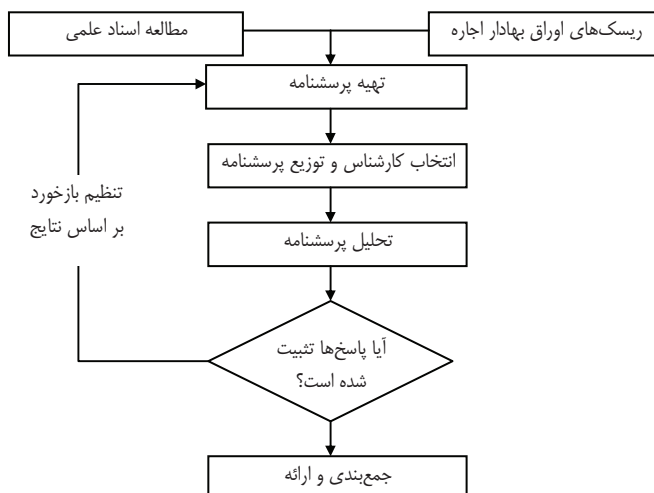 ریسک‌های اوراق بهادار اجاره
مطالعه اسناد علمی
تهیه پرسشنامه
انتخاب کارشناس و توزیع پرسشنامه
تنظیم بازخورد
بر اساس نتایج
تحلیل پرسشنامه
آیا پاسخ‌ها تثبیت
شده است؟
جمع‌بندی و ارائه